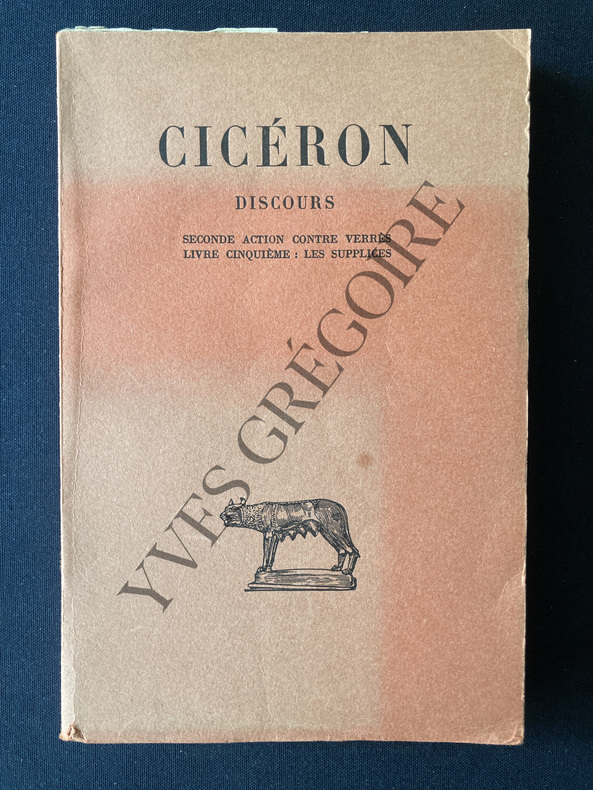 CICÉRON
DISCOURS
SECONDE ACTION CONTRE VERRÈS
LIVRE CINQUIÈME : LES SUPPLICES
YVES GRÉGOIRE